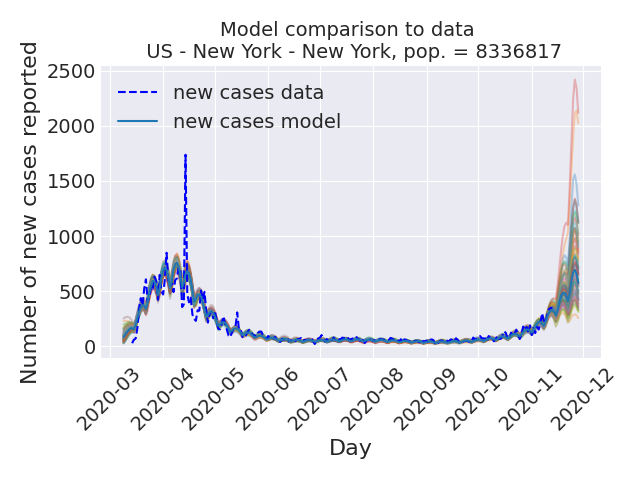 Model comparison to data
US - New York - New York, pop. = 8336817
Number of new cases reported
2500
2000
1500
1000
500
0
new cases data
new cases model
2020-03
2020-04
2020-05
2020-06
2020-07
2020-08
2020-09
2020-10
2020-11
2020-12
Day